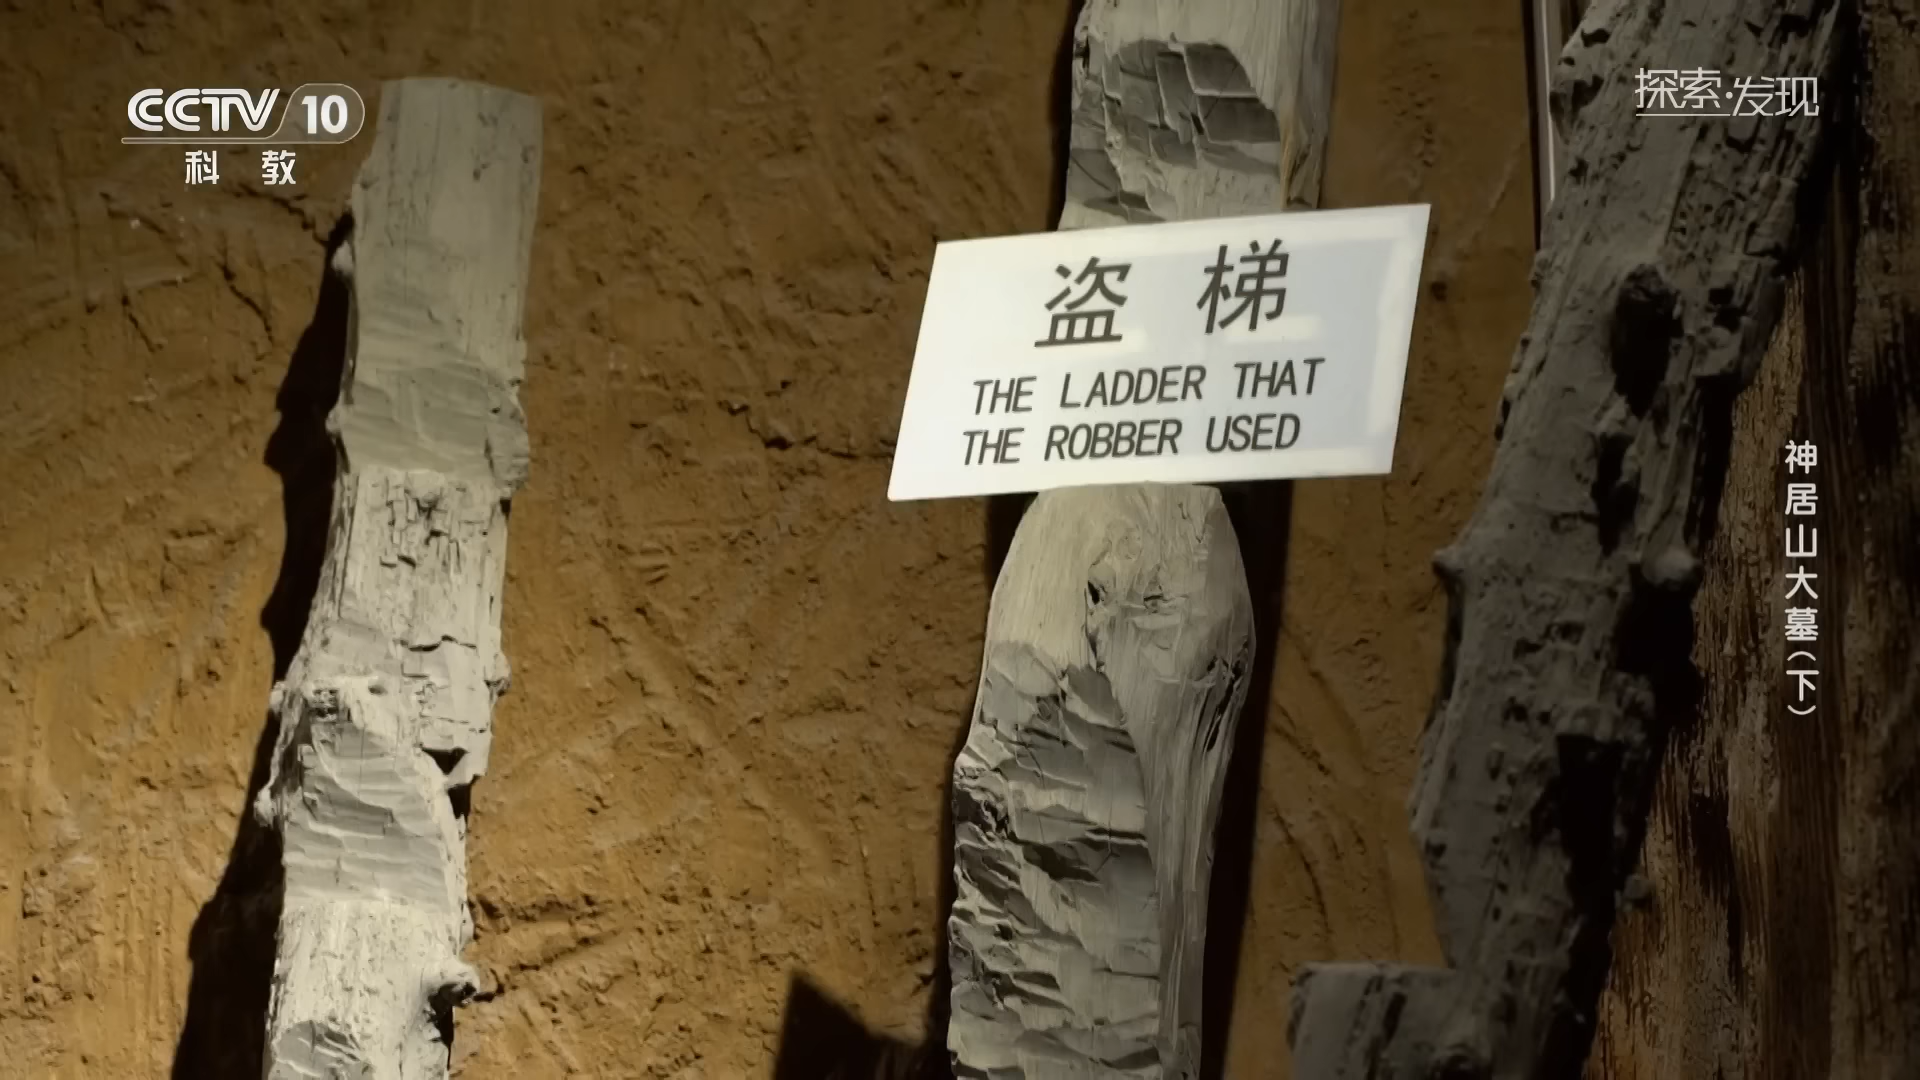 CCTV 10
科 教
探索·发现
盗 梯
THE LADDER THAT
THE ROBBER USED
神居山大墓(下)